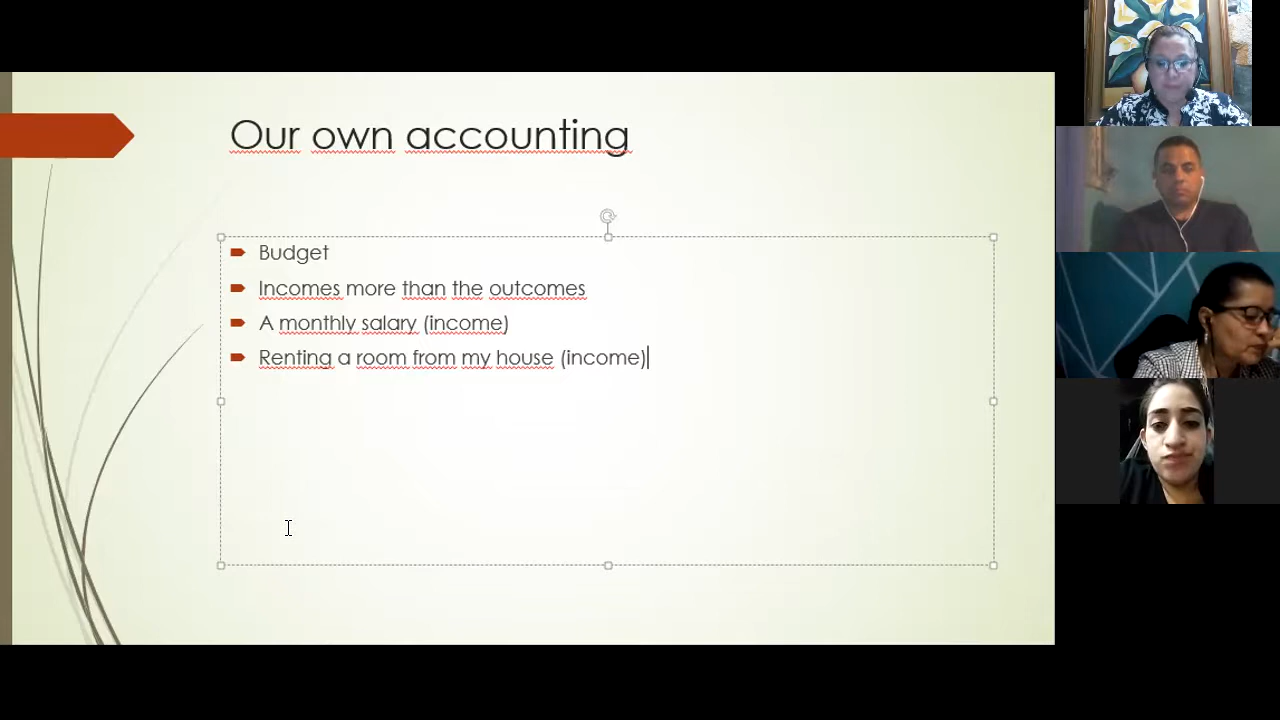 Our own accounting
Budget
Incomes more than the outcomes
A monthly salary (income)
Renting a room from my house (income)